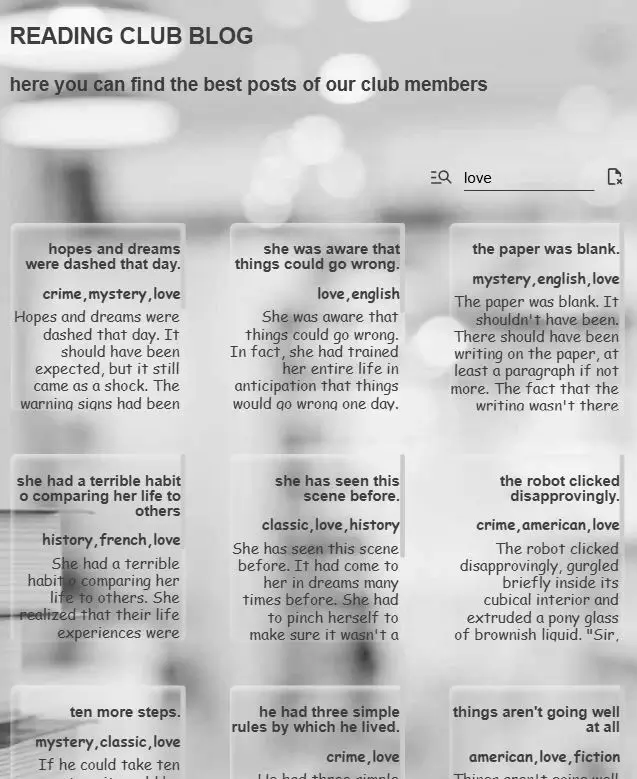 READING CLUB BLOG
here you can find the best posts of our club members
love
hopes and dreams
were dashed that day.
crime,mystery,love
Hopes and dreams were
dashed that day. It
should have been
expected, but it still
came as a shock. The
warning signs had been
she was aware that
things could go wrong.
love,english
She was aware that
things could go wrong.
In fact, she had trained
her entire life in
anticipation that things
would go wrong one day.
the paper was blank.
mystery,english,love
The paper was blank. It
shouldn't have been.
There should have been
writing on the paper, at
least a paragraph if not
more. The fact that the
writing wasn't there
she had a terrible habit
o comparing her life to
others
history,french,love
She had a terrible
habit o comparing her
life to others. She
realized that their life
experiences were
she has seen this
scene before.
classic,love,history
She has seen this scene
before. It had come to
her in dreams many
times before. She had
to pinch herself to
make sure it wasn't a
the robot clicked
disapprovingly.
crime,american,love
The robot clicked
disapprovingly, gurgled
briefly inside its
cubical interior and
extruded a pony glass
of brownish liquid. "Sir,
ten more steps.
mystery,classic,love
If he could take ten
he had three simple
rules by which he lived.
crime,love
He had three simple
things aren't going well
at all
american,love,fiction
Things aren't going well